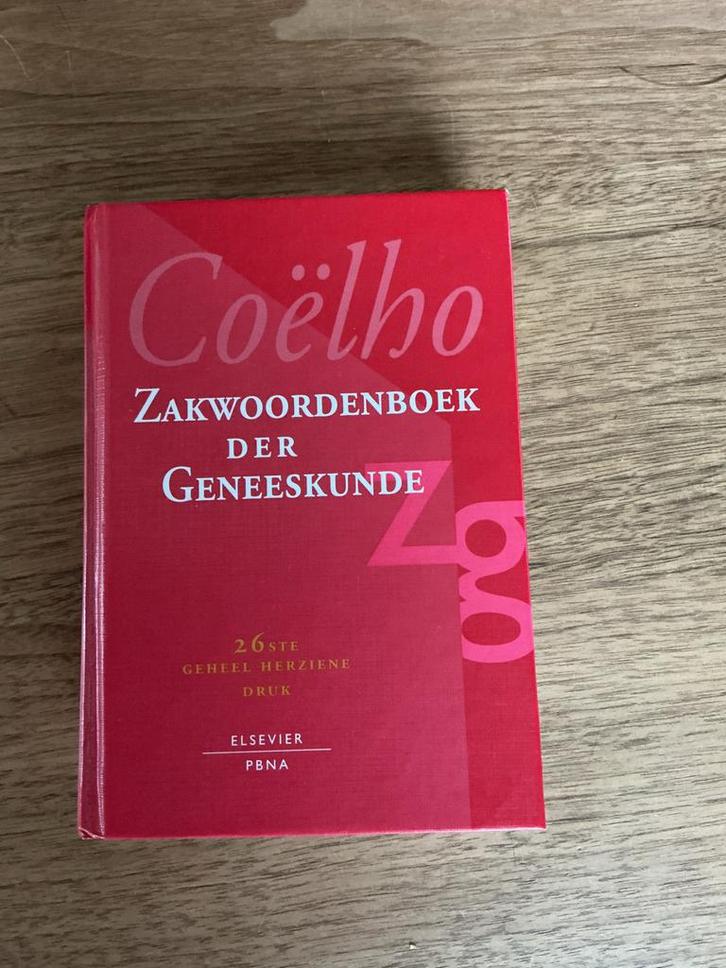 Coëlho
ZAKWOORDENBOEK
DER
GENEESKUNDE
Zg
26STE
GEHEEL HERZIENE
DRUK
ELSEVIER
PBNA